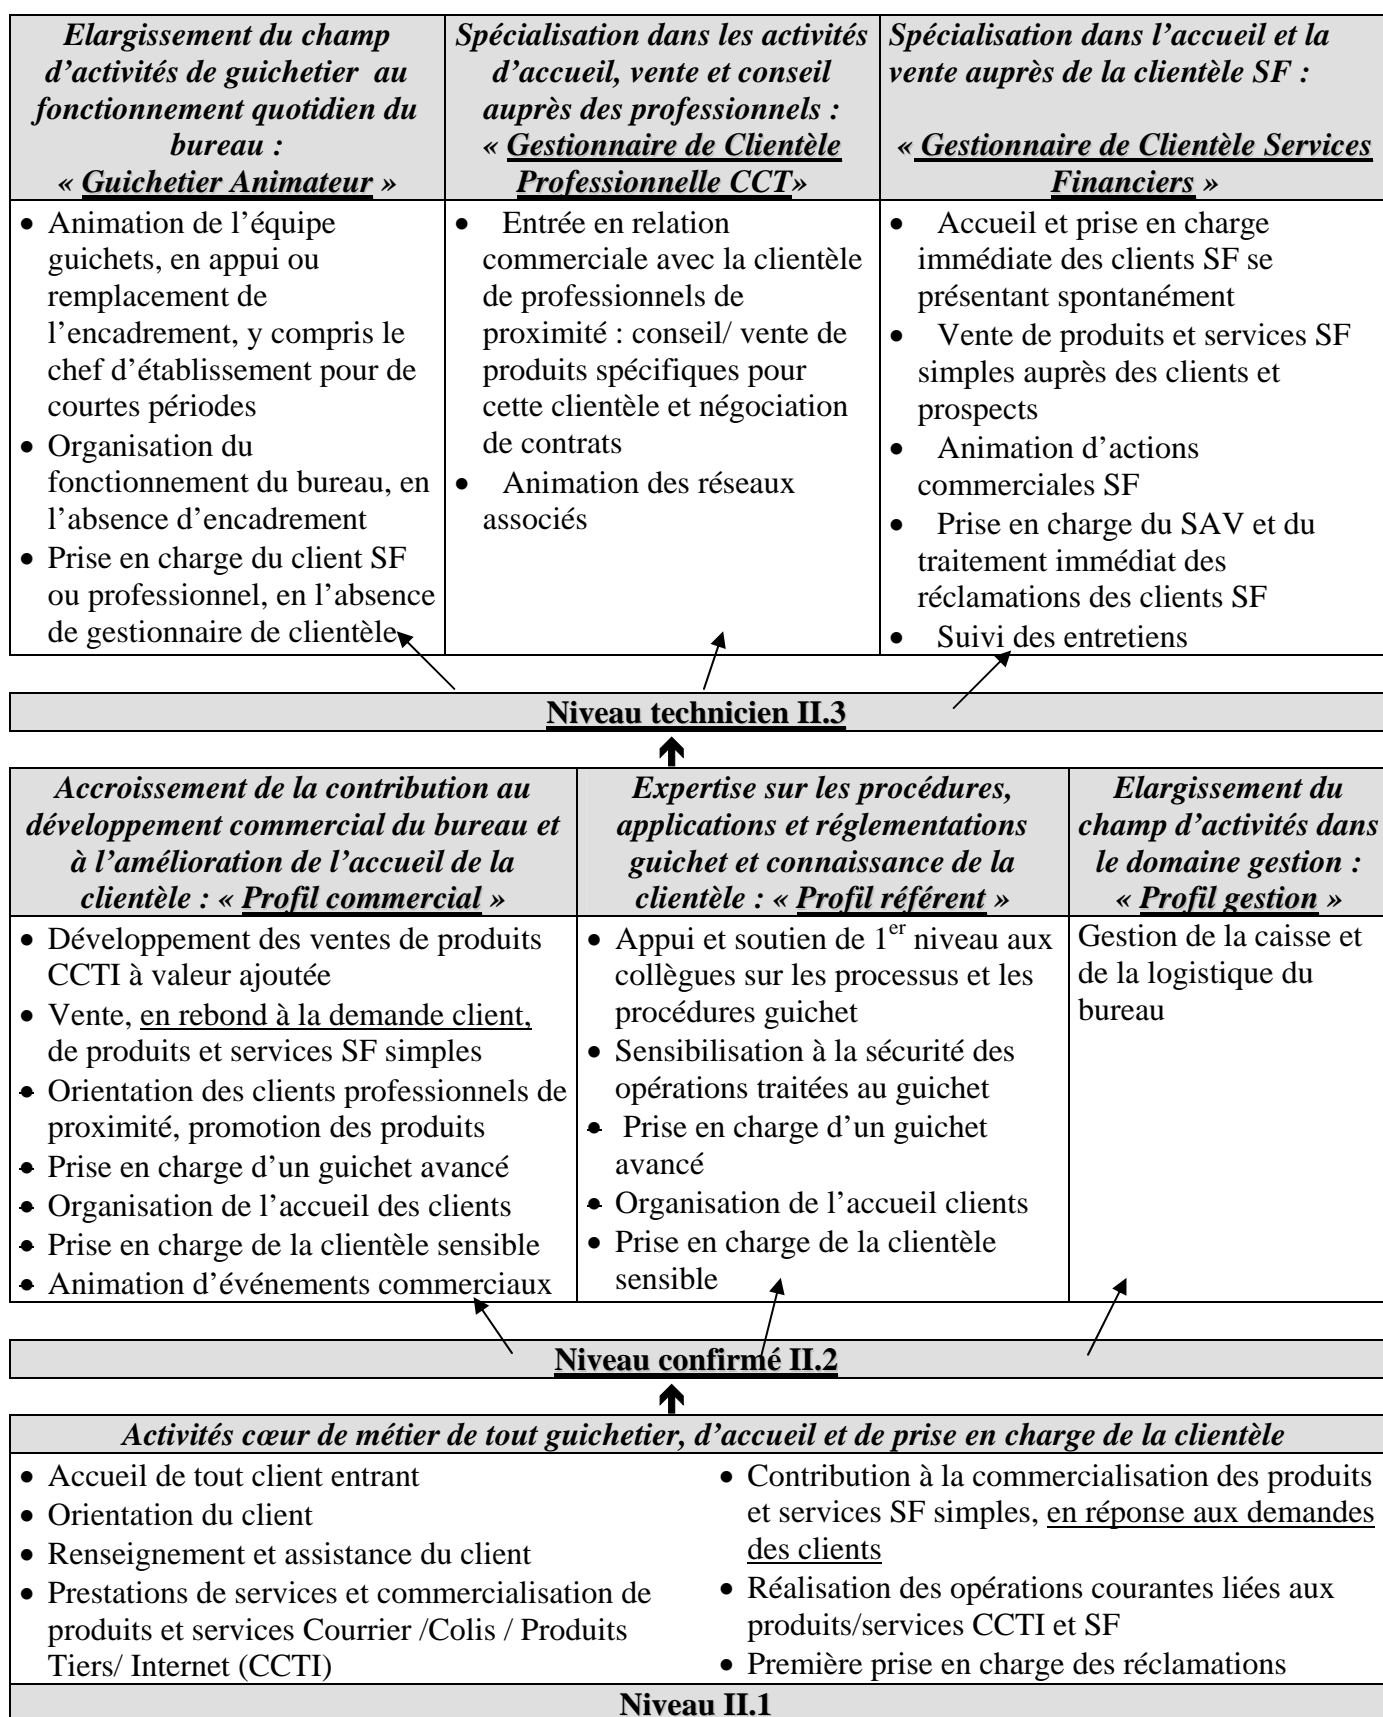 Elargissement du champ
d’activités de guichetier au
fonctionnement quotidien du
bureau :
« Guichetier Animateur »
Spécialisation dans les activités
d’accueil, vente et conseil
auprès des professionnels :
« Gestionnaire de Clientèle
Professionnelle CCT»
Spécialisation dans l’accueil et la
vente auprès de la clientèle SF :
« Gestionnaire de Clientèle Services
Financiers »
• Animation de l’équipe
guichets, en appui ou
remplacement de
l’encadrement, y compris le
chef d’établissement pour de
courtes périodes
• Organisation du
fonctionnement du bureau, en
l’absence d’encadrement
• Prise en charge du client SF
ou professionnel, en l’absence
de gestionnaire de clientèle
• Entrée en relation
commerciale avec la clientèle
de professionnels de
proximité : conseil/ vente de
produits spécifiques pour
cette clientèle et négociation
de contrats
• Animation des réseaux
associés
• Accueil et prise en charge
immédiate des clients SF se
présentant spontanément
• Vente de produits et services SF
simples auprès des clients et
prospects
• Animation d’actions
commerciales SF
• Prise en charge du SAV et du
traitement immédiat des
réclamations des clients SF
• Suivi des entretiens
Niveau technicien II.3
Accroissement de la contribution au
développement commercial du bureau et
à l’amélioration de l’accueil de la
clientèle : « Profil commercial »
Expertise sur les procédures,
applications et réglementations
guichet et connaissance de la
clientèle : « Profil référent »
Elargissement du
champ d’activités dans
le domaine gestion :
« Profil gestion »
• Développement des ventes de produits
CCTI à valeur ajoutée
• Vente, en rebond à la demande client,
de produits et services SF simples
• Orientation des clients professionnels de
proximité, promotion des produits
• Prise en charge d’un guichet avancé
• Organisation de l’accueil des clients
• Prise en charge de la clientèle sensible
• Animation d’événements commerciaux
• Appui et soutien de 1er niveau aux
collègues sur les processus et les
procédures guichet
• Sensibilisation à la sécurité des
opérations traitées au guichet
• Prise en charge d’un guichet
avancé
• Organisation de l’accueil clients
• Prise en charge de la clientèle
sensible
Gestion de la caisse et
de la logistique du
bureau
Niveau confirmé II.2
Activités cœur de métier de tout guichetier, d’accueil et de prise en charge de la clientèle
• Accueil de tout client entrant
• Orientation du client
• Renseignement et assistance du client
• Prestations de services et commercialisation de
produits et services Courrier /Colis / Produits
Tiers/ Internet (CCTI)
• Contribution à la commercialisation des produits
et services SF simples, en réponse aux demandes
des clients
• Réalisation des opérations courantes liées aux
produits/services CCTI et SF
• Première prise en charge des réclamations
Niveau II.1